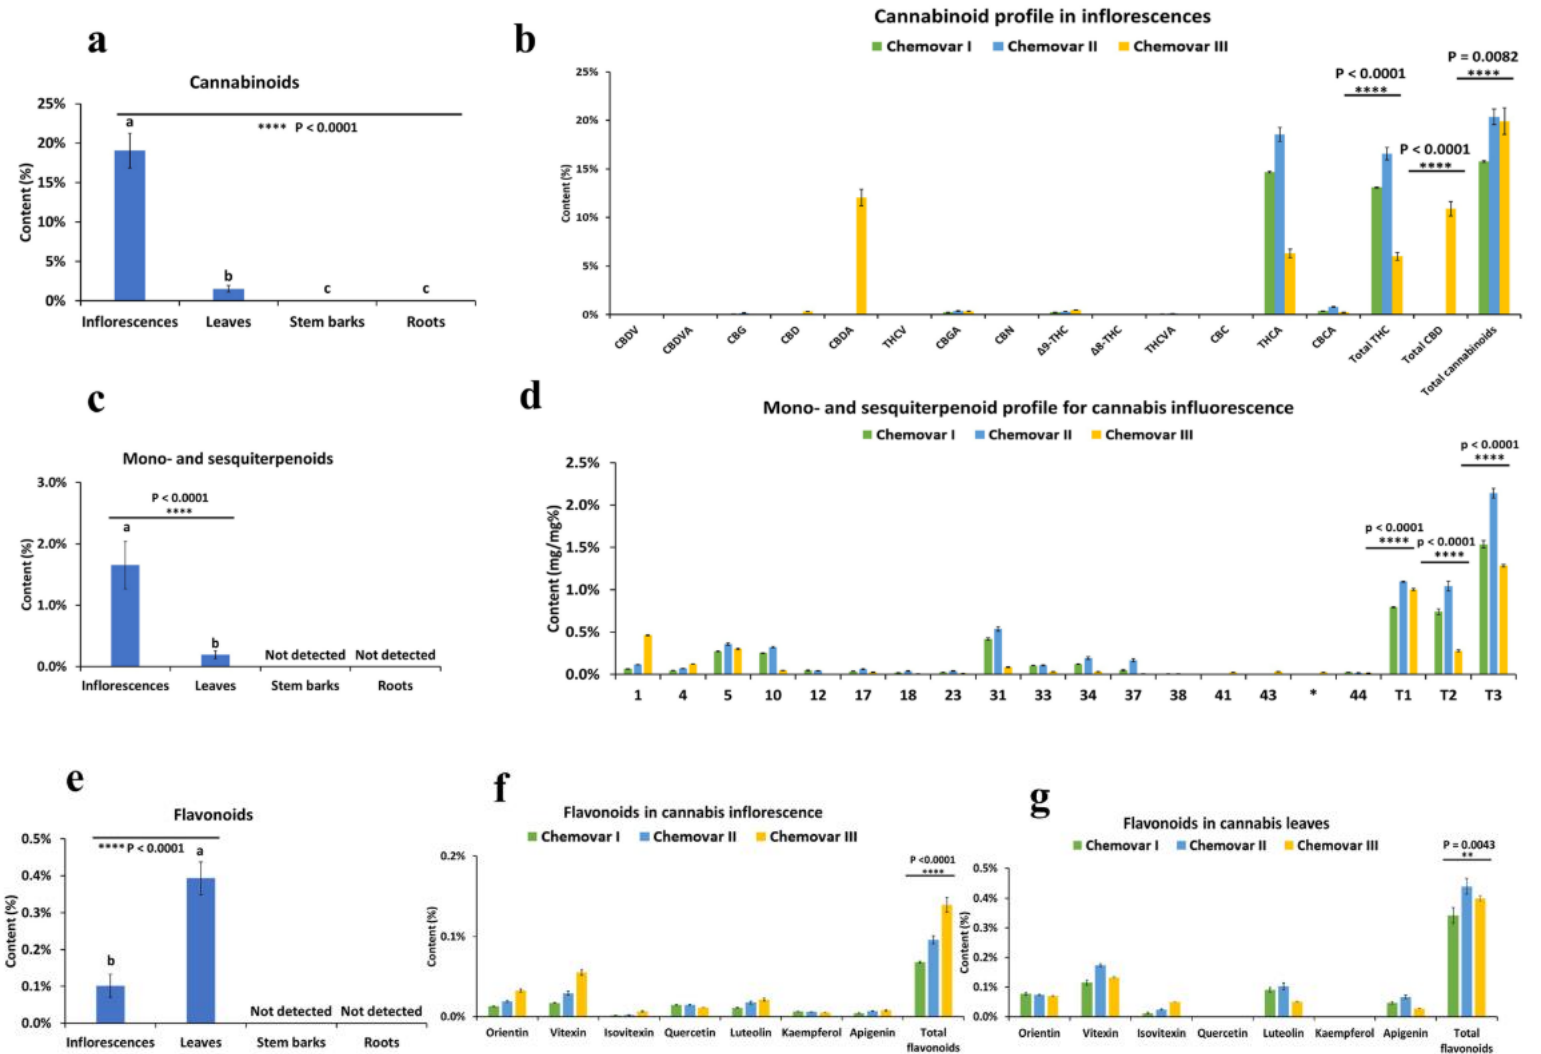 a
Cannabinoids
25%
20%
15%
10%
5%
0%
Content (%)
**** P < 0.0001
a
b
c
c
Inflorescences Leaves Stem barks Roots
b
Cannabinoid profile in inflorescences
Chemovar I Chemovar II Chemovar III
25%
20%
15%
10%
5%
0%
Content (%)
P < 0.0001
****
P < 0.0001
****
P = 0.0082
****
CBDV CBDVA CBG CBD CBDA THCV CBGA CBN Δ9-THC Δ8-THC THCVA CBC THCA CBCA Total THC Total CBD Total cannabinoids
c
Mono- and sesquiterpenoids
3.0%
2.0%
1.0%
0.0%
Content (%)
P < 0.0001
****
a
b
Not detected Not detected
Inflorescences Leaves Stem barks Roots
d
Mono- and sesquiterpenoid profile for cannabis influorescence
Chemovar I Chemovar II Chemovar III
2.5%
2.0%
1.5%
1.0%
0.5%
0.0%
Content (mg/mg%)
p < 0.0001
****
p < 0.0001
****
p < 0.0001
****
1 4 5 10 12 17 18 23 31 33 34 37 38 41 43 * 44 T1 T2 T3
e
Flavonoids
0.5%
0.4%
0.3%
0.2%
0.1%
0.0%
Content (%)
**** P < 0.0001
b
a
Not detected Not detected
Inflorescences Leaves Stem barks Roots
f
Flavonoids in cannabis inflorescence
Chemovar I Chemovar II Chemovar III
0.2%
0.1%
0.0%
Content (%)
P <0.0001
****
Orientin Vitexin Isovitexin Quercetin Luteolin Kaempferol Apigenin Total
flavonoids
g
Flavonoids in cannabis leaves
Chemovar I Chemovar II Chemovar III
0.5%
0.4%
0.3%
0.2%
0.1%
0.0%
Content (%)
P = 0.0043
**
Orientin Vitexin Isovitexin Quercetin Luteolin Kaempferol Apigenin Total
flavonoids